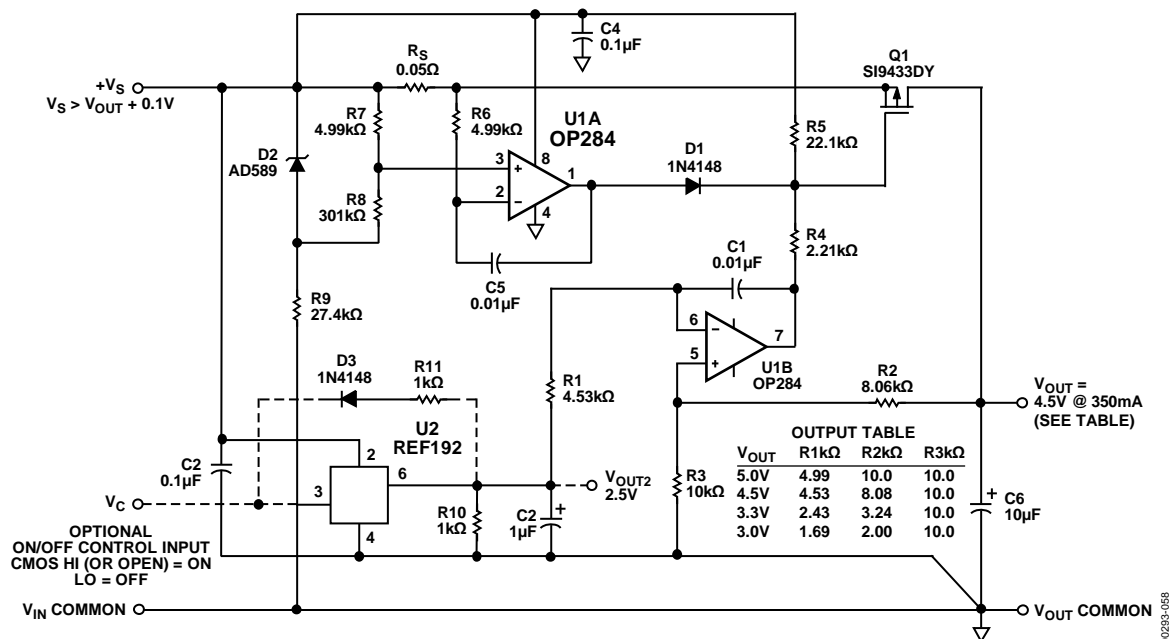 C4
0.1µF
RS
0.05Ω
Q1
SI9433DY
+VS
VS > VOUT + 0.1V
R7
4.99kΩ
R6
4.99kΩ
U1A
OP284
R5
22.1kΩ
D2
AD589
D1
1N4148
3
+
8
1
2
–
4
R8
301kΩ
R4
2.21kΩ
C1
0.01µF
C5
0.01µF
R9
27.4kΩ
6
–
7
5
+
U1B
OP284
D3
1N4148
R11
1kΩ
R1
4.53kΩ
R2
8.06kΩ
VOUT =
4.5V @ 350mA
(SEE TABLE)
U2
REF192
OUTPUT TABLE
VOUT R1kΩ R2kΩ R3kΩ
5.0V 4.99 10.0 10.0
4.5V 4.53 8.08 10.0
3.3V 2.43 3.24 10.0
3.0V 1.69 2.00 10.0
C2
0.1µF
2
6
3
4
VOUT2
2.5V
R3
10kΩ
VC
R10
1kΩ
C2
1µF
+
+
C6
10µF
OPTIONAL
ON/OFF CONTROL INPUT
CMOS HI (OR OPEN) = ON
LO = OFF
VIN COMMON
VOUT COMMON
00293-058